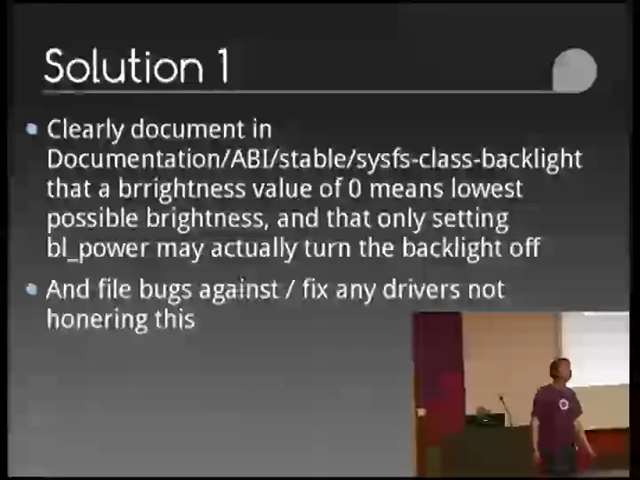 Solution 1
Clearly document in
Documentation/ABI/stable/sysfs-class-backlight
that a brrightness value of 0 means lowest
possible brightness, and that only setting
bl_power may actually turn the backlight off
And file bugs against / fix any drivers not
honering this